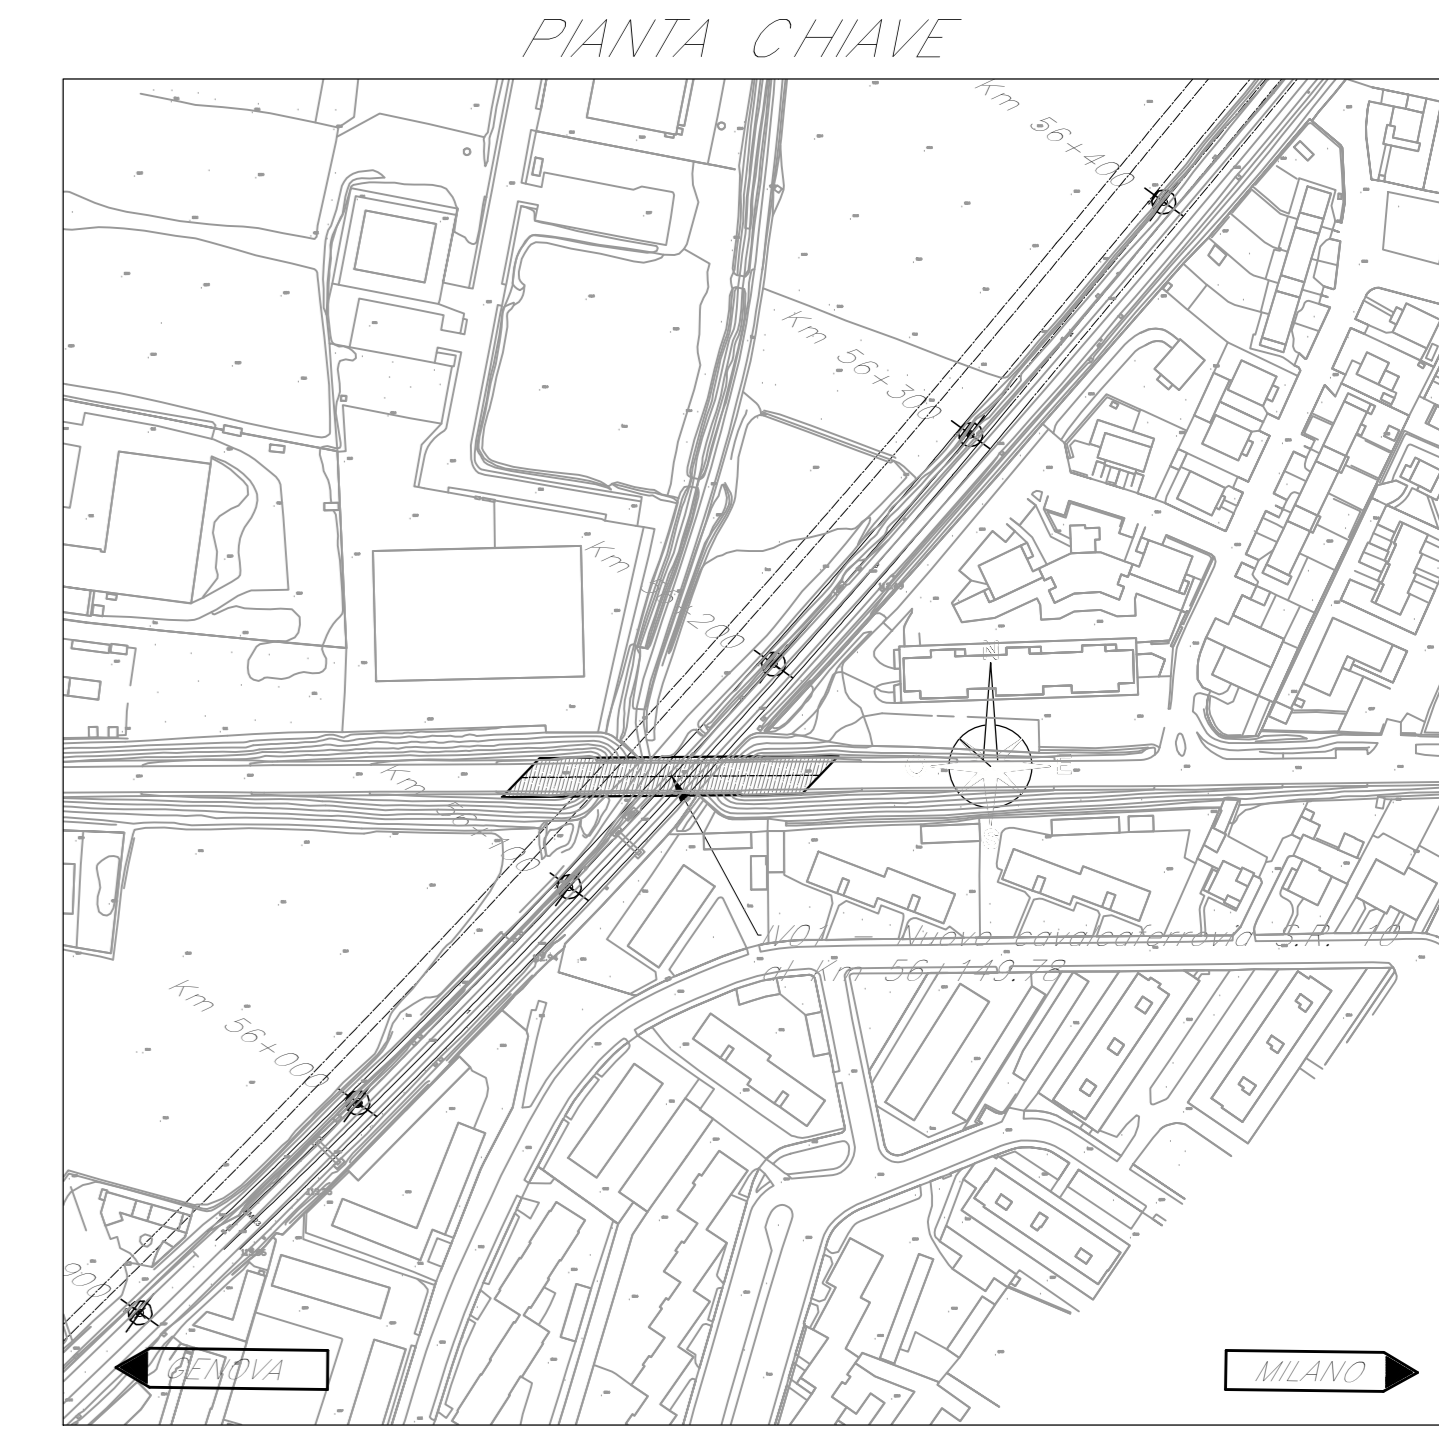 PIANTA CHIAVE
Km 56+400
Km 56+300
Km 56+200
N
E
Km 56+100
IV01 - Nuovo cavalcaferrovia S.R. 10
al Km 56+149.78
Km 56+000
900
GENOVA
MILANO